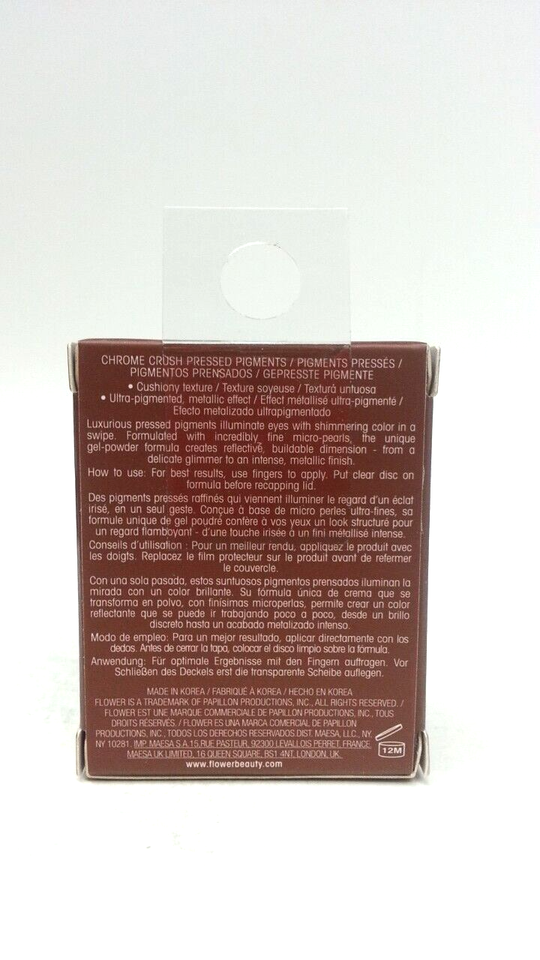 CHROME CRUSH PRESSED PIGMENTS / PIGMENTS PRESSÉS /
PIGMENTOS PRENSADOS / GEPRESSTE PIGMENTE
• Cushiony texture / Texture soyeuse / Textura untuosa
• Ultra-pigmented, metallic effect / Effect métallisé ultra-pigmenté /
Efecto metalizado ultrapigmentado
Luxurious pressed pigments illuminate eyes with shimmering color in a
swipe. Formulated with incredibly fine micro-pearls, the unique
gel-powder formula creates reflective, buildable dimension - from a
delicate glimmer to an intense, metallic finish.
How to use: For best results, use fingers to apply. Put clear disc on
formula before recapping lid.
Des pigments pressés raffinés qui viennent illuminer le regard d'un éclat
irisé, en un seul geste. Conçue à base de micro perles ultra-fines, sa
formule unique de gel poudré confère à vos yeux un look structuré pour
un regard flamboyant - d'une touche irisée à un fini métallisé intense.
Conseils d'utilisation : Pour un meilleur rendu, appliquez le produit avec
les doigts. Replacez le film protecteur sur le produit avant de refermer
le couvercle.
Con una sola pasada, estos suntuosos pigmentos prensados iluminan la
mirada con un color brillante. Su fórmula única de crema que se
transforma en polvo, con finísimas microperlas, permite crear un color
reflectante que se puede ir trabajando poco a poco, desde un brillo
discreto hasta un acabado metalizado intenso.
Modo de empleo: Para un mejor resultado, aplicar directamente con los
dedos. Antes de cerrar la tapa, colocar el disco limpio sobre la fórmula.
Anwendung: Für optimale Ergebnisse mit den Fingern auftragen. Vor
Schließen des Deckels erst die transparente Scheibe auflegen.
MADE IN KOREA / FABRIQUÉ À KOREA / HECHO EN KOREA
FLOWER IS A TRADEMARK OF PAPILLON PRODUCTIONS, INC., ALL RIGHTS RESERVED. /
FLOWER EST UNE MARQUE COMMERCIALE DE PAPILLON PRODUCTIONS, INC., TOUS
DROITS RÉSERVÉS. / FLOWER ES UNA MARCA COMERCIAL DE PAPILLON
PRODUCTIONS, INC., TODOS LOS DERECHOS RESERVADOS.DIST. MAESA, LLC., NY,
NY 10281. IMP. MAESA S.A.15,RUE PASTEUR, 92300 LEVALLOIS PERRET, FRANCE.
MAESA UK LIMITED, 16 QUEEN SQUARE, BS1 4NT, LONDON, UK.
12M
www.flowerbeauty.com